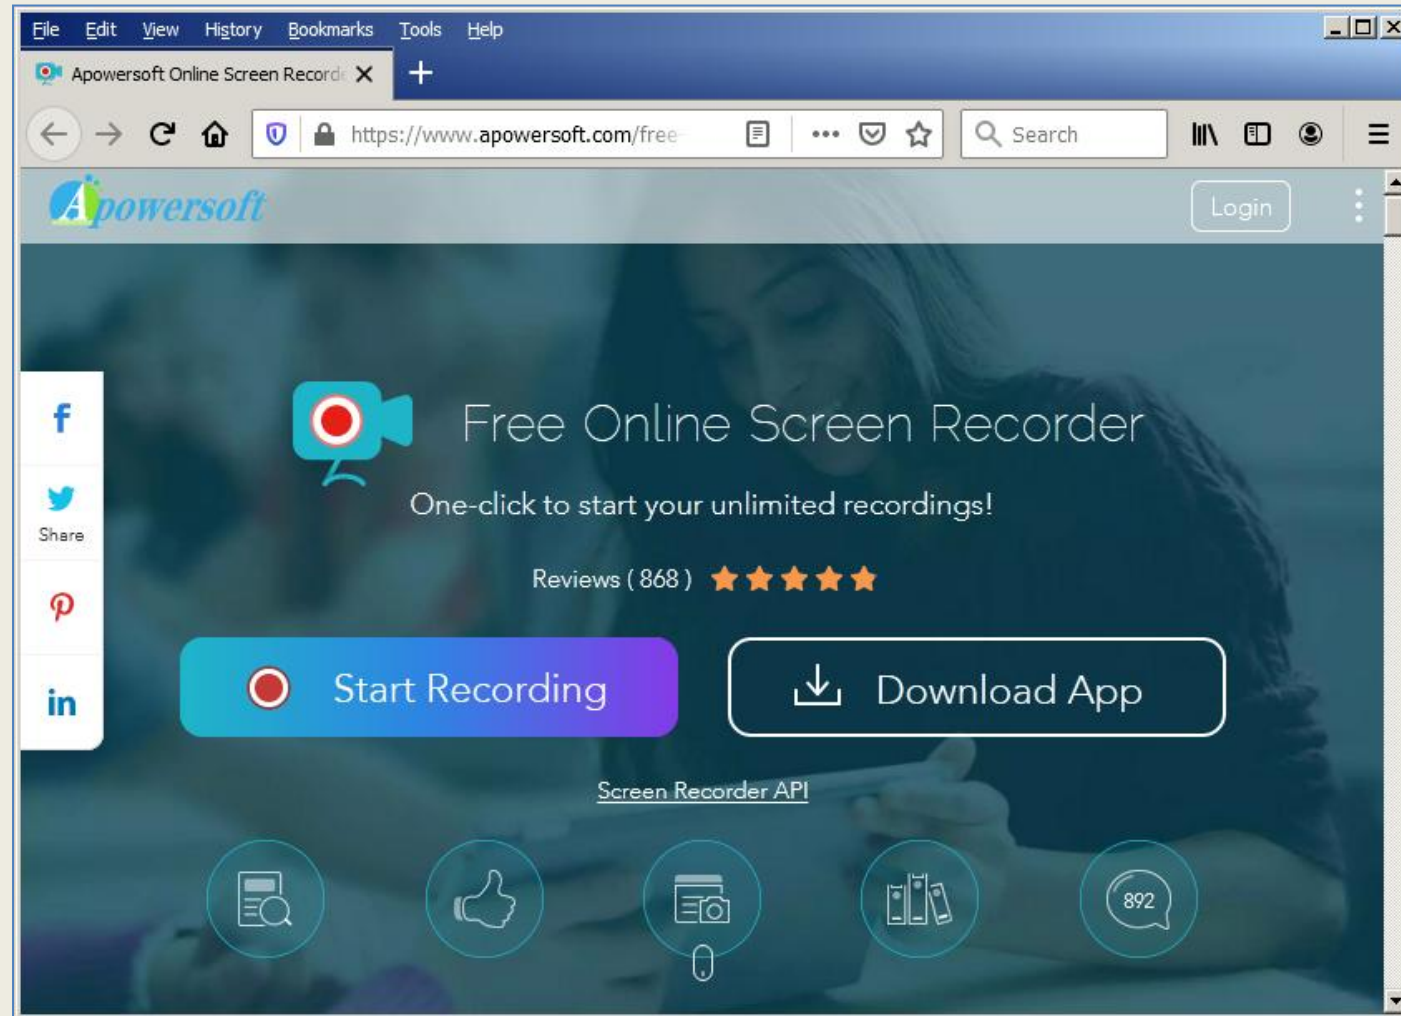 File Edit View History Bookmarks Tools Help
Apowersoft Online Screen Recorde
https://www.apowersoft.com/free-
Search
Apowersoft
Login
Free Online Screen Recorder
One-click to start your unlimited recordings!
Share
Reviews ( 868 )
Start Recording
Download App
in
Screen Recorder API
892